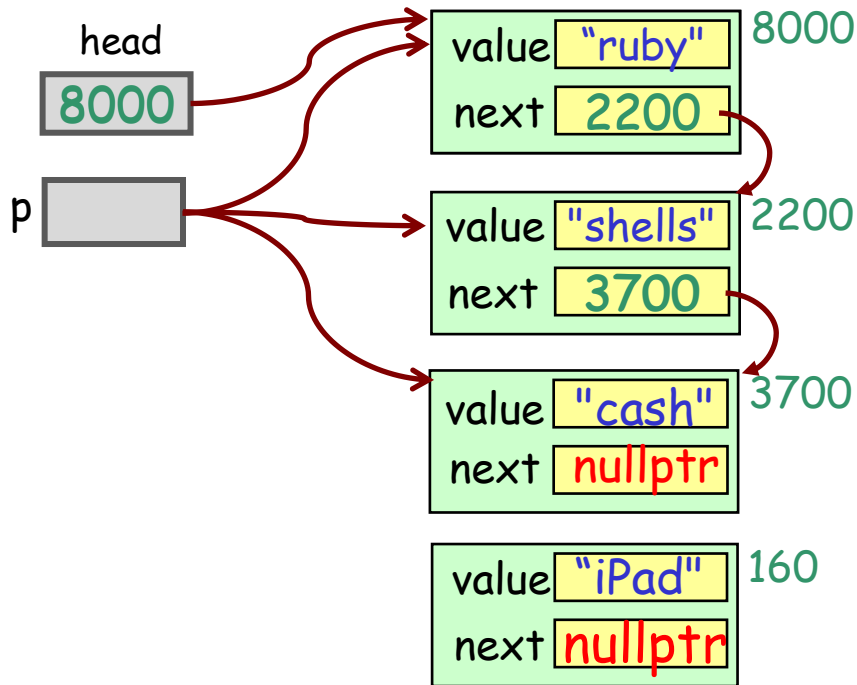 head
8000
p
value “ruby" 8000
next 2200
value "shells" 2200
next 3700
value "cash" 3700
next nullptr
value “iPad" 160
next nullptr